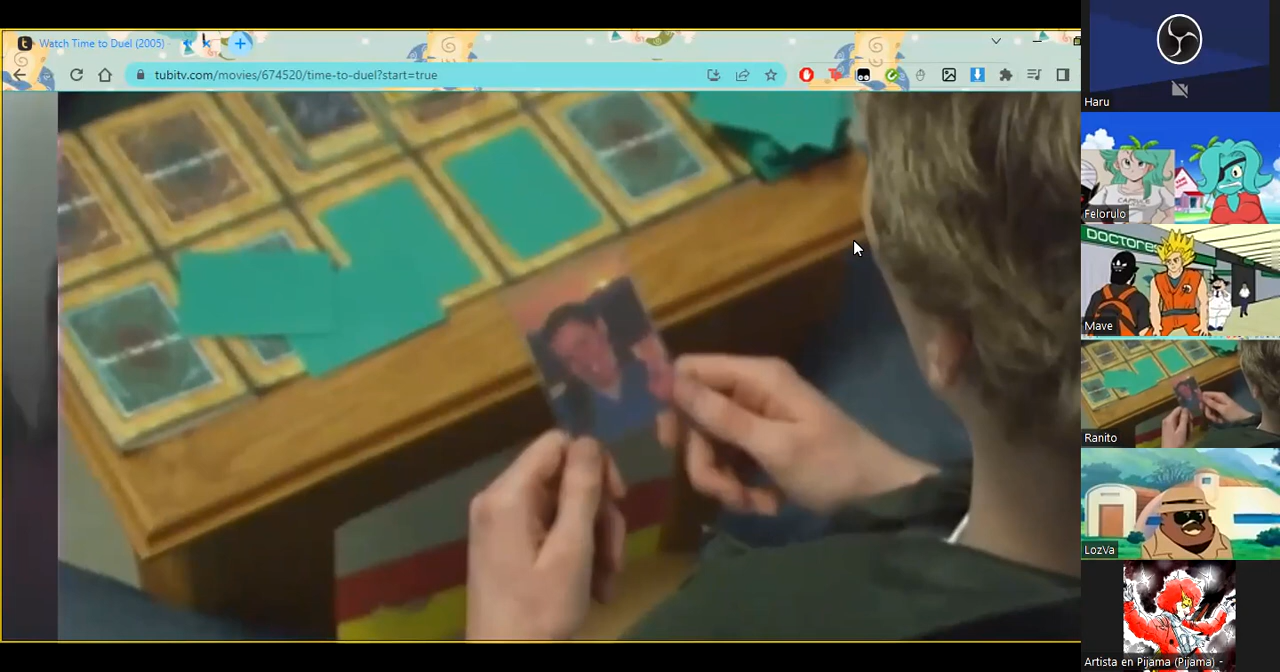 Watch Time to Duel (2005)
tubitv.com/movies/674520/time-to-duel?start=true
Haru
Felorulo
DOCTORES
Mave
Ranito
LozVa
Artista en Pijama (Pijama) -